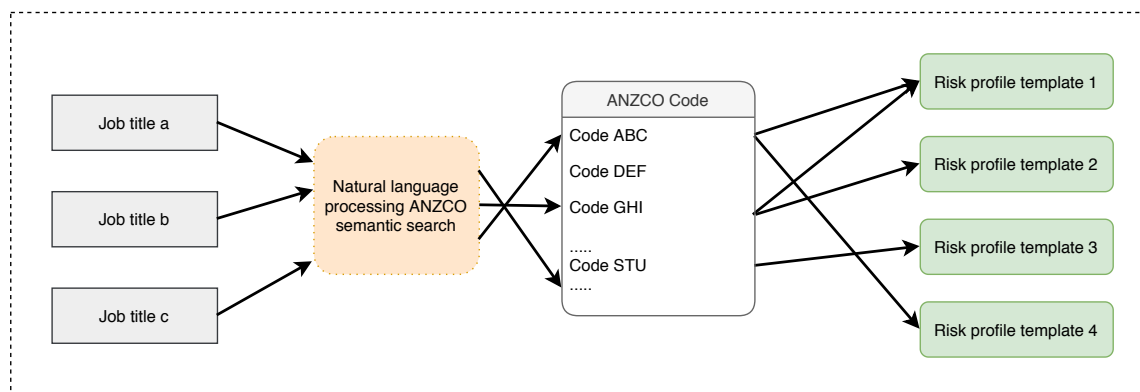 Job title a
Job title b
Job title c
Natural language
processing ANZCO
semantic search
ANZCO Code
Code ABC
Code DEF
Code GHI
.....
Code STU
.....
Risk profile template 1
Risk profile template 2
Risk profile template 3
Risk profile template 4